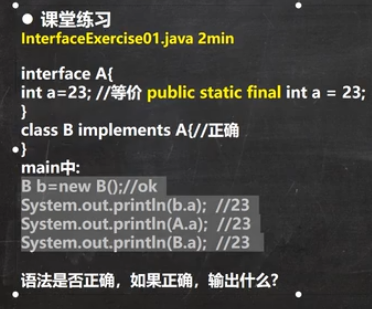 ● 课堂练习
InterfaceExercise01.java 2min
interface A{
int a=23; //等价 public static final int a = 23;
}
class B implements A{//正确
}
main中:
B b=new B();//ok
System.out.println(b.a); //23
System.out.println(A.a); //23
System.out.println(B.a); //23
语法是否正确，如果正确，输出什么?